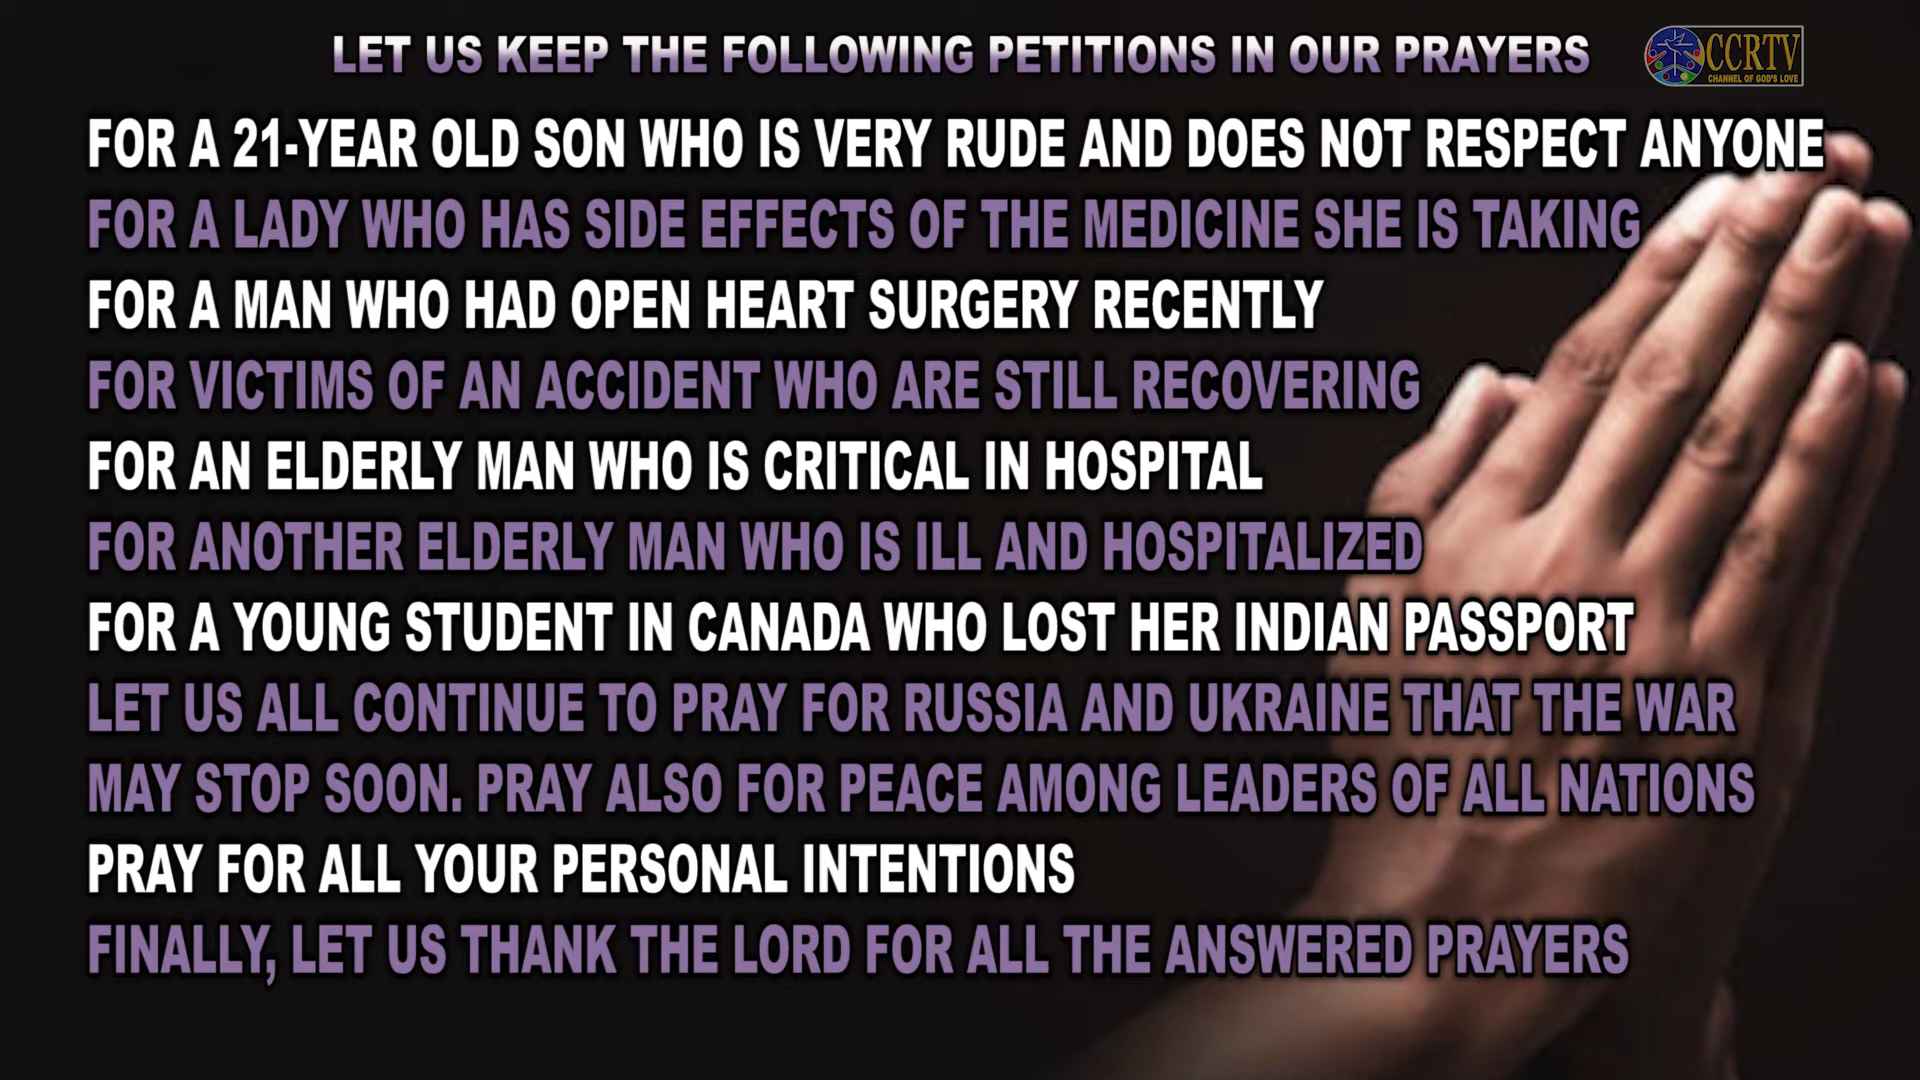 LET US KEEP THE FOLLOWING PETITIONS IN OUR PRAYERS
CCRTV
CHANNEL OF GOD'S LOVE
FOR A 21-YEAR OLD SON WHO IS VERY RUDE AND DOES NOT RESPECT ANYONE
FOR A LADY WHO HAS SIDE EFFECTS OF THE MEDICINE SHE IS TAKING
FOR A MAN WHO HAD OPEN HEART SURGERY RECENTLY
FOR VICTIMS OF AN ACCIDENT WHO ARE STILL RECOVERING
FOR AN ELDERLY MAN WHO IS CRITICAL IN HOSPITAL
FOR ANOTHER ELDERLY MAN WHO IS ILL AND HOSPITALIZED
FOR A YOUNG STUDENT IN CANADA WHO LOST HER INDIAN PASSPORT
LET US ALL CONTINUE TO PRAY FOR RUSSIA AND UKRAINE THAT THE WAR
MAY STOP SOON. PRAY ALSO FOR PEACE AMONG LEADERS OF ALL NATIONS
PRAY FOR ALL YOUR PERSONAL INTENTIONS
FINALLY, LET US THANK THE LORD FOR ALL THE ANSWERED PRAYERS